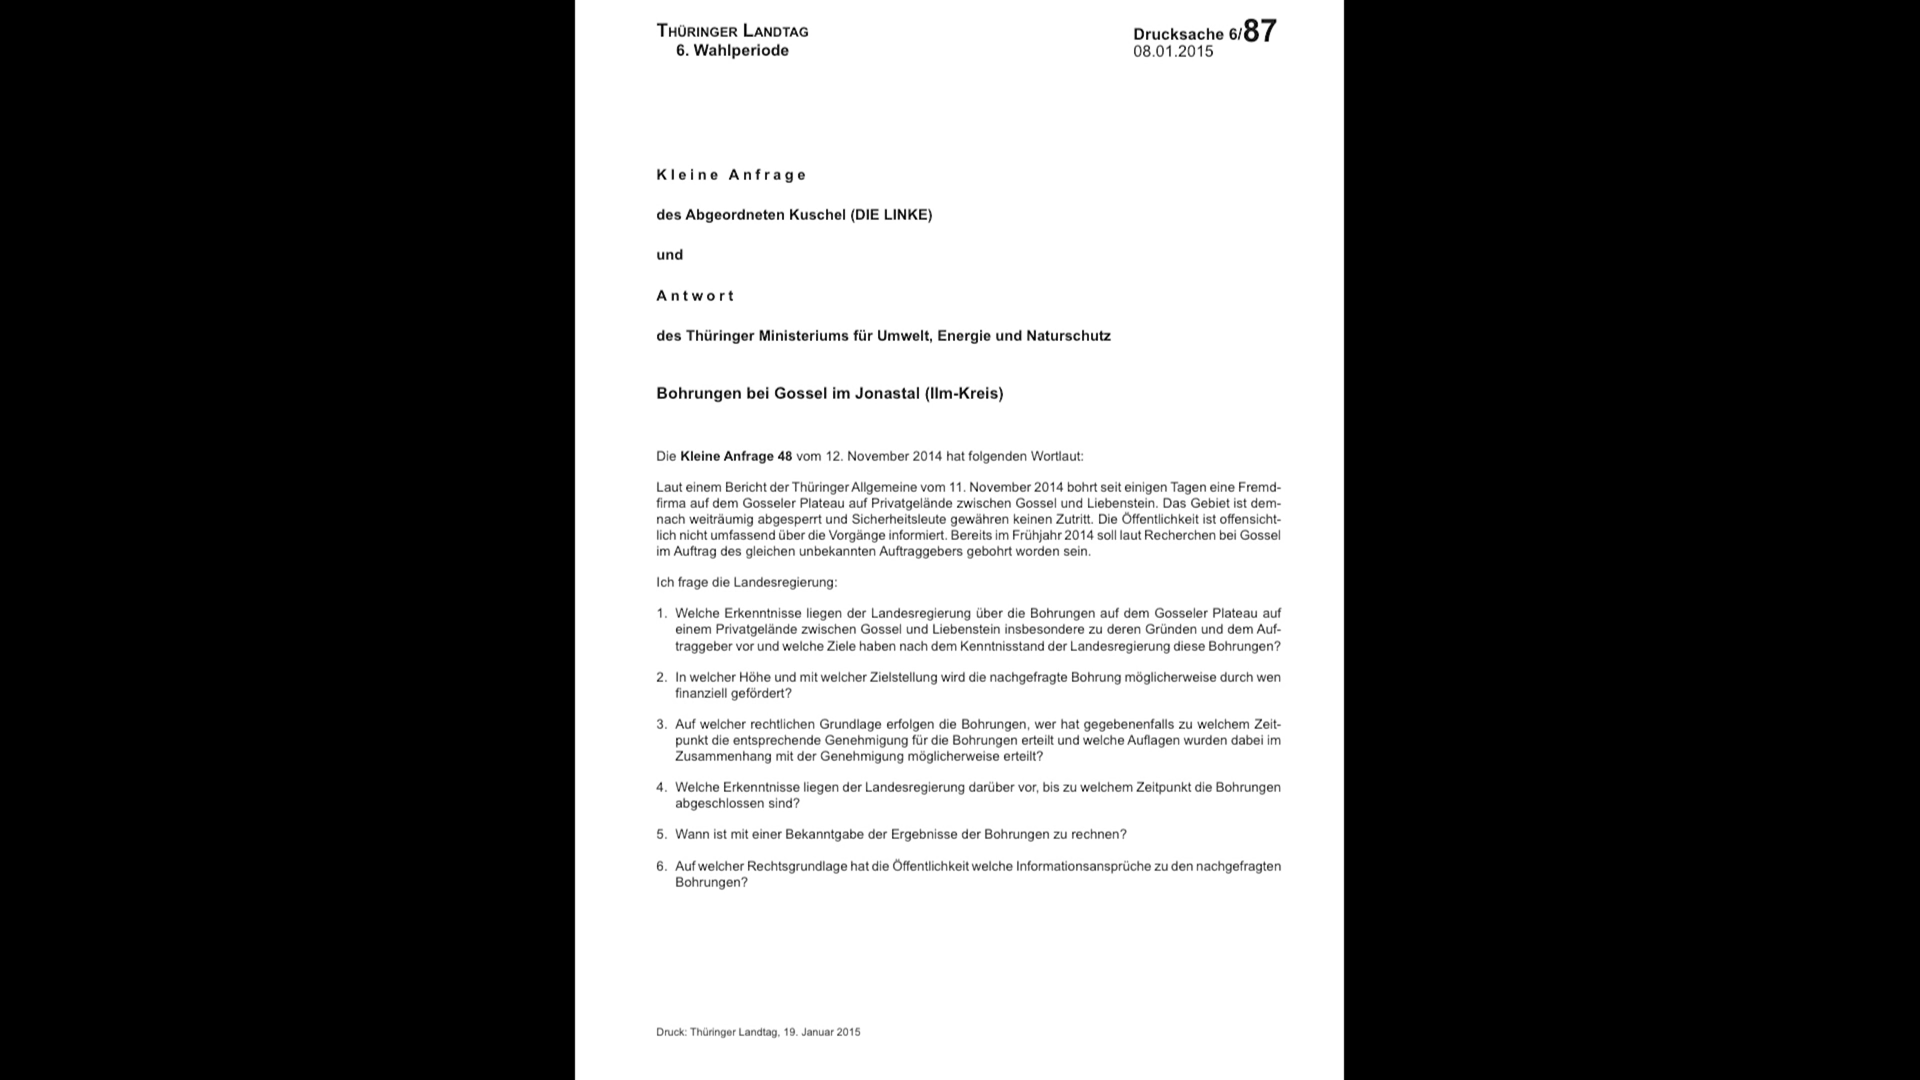 THÜRINGER LANDTAG
6. Wahlperiode
Drucksache 6/87
08.01.2015
Kleine Anfrage
des Abgeordneten Kuschel (DIE LINKE)
und
Antwort
des Thüringer Ministeriums für Umwelt, Energie und Naturschutz
Bohrungen bei Gossel im Jonastal (Ilm-Kreis)
Die Kleine Anfrage 48 vom 12. November 2014 hat folgenden Wortlaut:
Laut einem Bericht der Thüringer Allgemeine vom 11. November 2014 bohrt seit einigen Tagen eine Fremd-
firma auf dem Gosseler Plateau auf Privatgelände zwischen Gossel und Liebenstein. Das Gebiet ist dem-
nach weiträumig abgesperrt und Sicherheitsleute gewähren keinen Zutritt. Die Öffentlichkeit ist offensicht-
lich nicht umfassend über die Vorgänge informiert. Bereits im Frühjahr 2014 soll laut Recherchen bei Gossel
im Auftrag des gleichen unbekannten Auftraggebers gebohrt worden sein.
Ich frage die Landesregierung:
1. Welche Erkenntnisse liegen der Landesregierung über die Bohrungen auf dem Gosseler Plateau auf
einem Privatgelände zwischen Gossel und Liebenstein insbesondere zu deren Gründen und dem Auf-
traggeber vor und welche Ziele haben nach dem Kenntnisstand der Landesregierung diese Bohrungen?
2. In welcher Höhe und mit welcher Zielstellung wird die nachgefragte Bohrung möglicherweise durch wen
finanziell gefördert?
3. Auf welcher rechtlichen Grundlage erfolgen die Bohrungen, wer hat gegebenenfalls zu welchem Zeit-
punkt die entsprechende Genehmigung für die Bohrungen erteilt und welche Auflagen wurden dabei im
Zusammenhang mit der Genehmigung möglicherweise erteilt?
4. Welche Erkenntnisse liegen der Landesregierung darüber vor, bis zu welchem Zeitpunkt die Bohrungen
abgeschlossen sind?
5. Wann ist mit einer Bekanntgabe der Ergebnisse der Bohrungen zu rechnen?
6. Auf welcher Rechtsgrundlage hat die Öffentlichkeit welche Informationsansprüche zu den nachgefragten
Bohrungen?
Druck: Thüringer Landtag, 19. Januar 2015